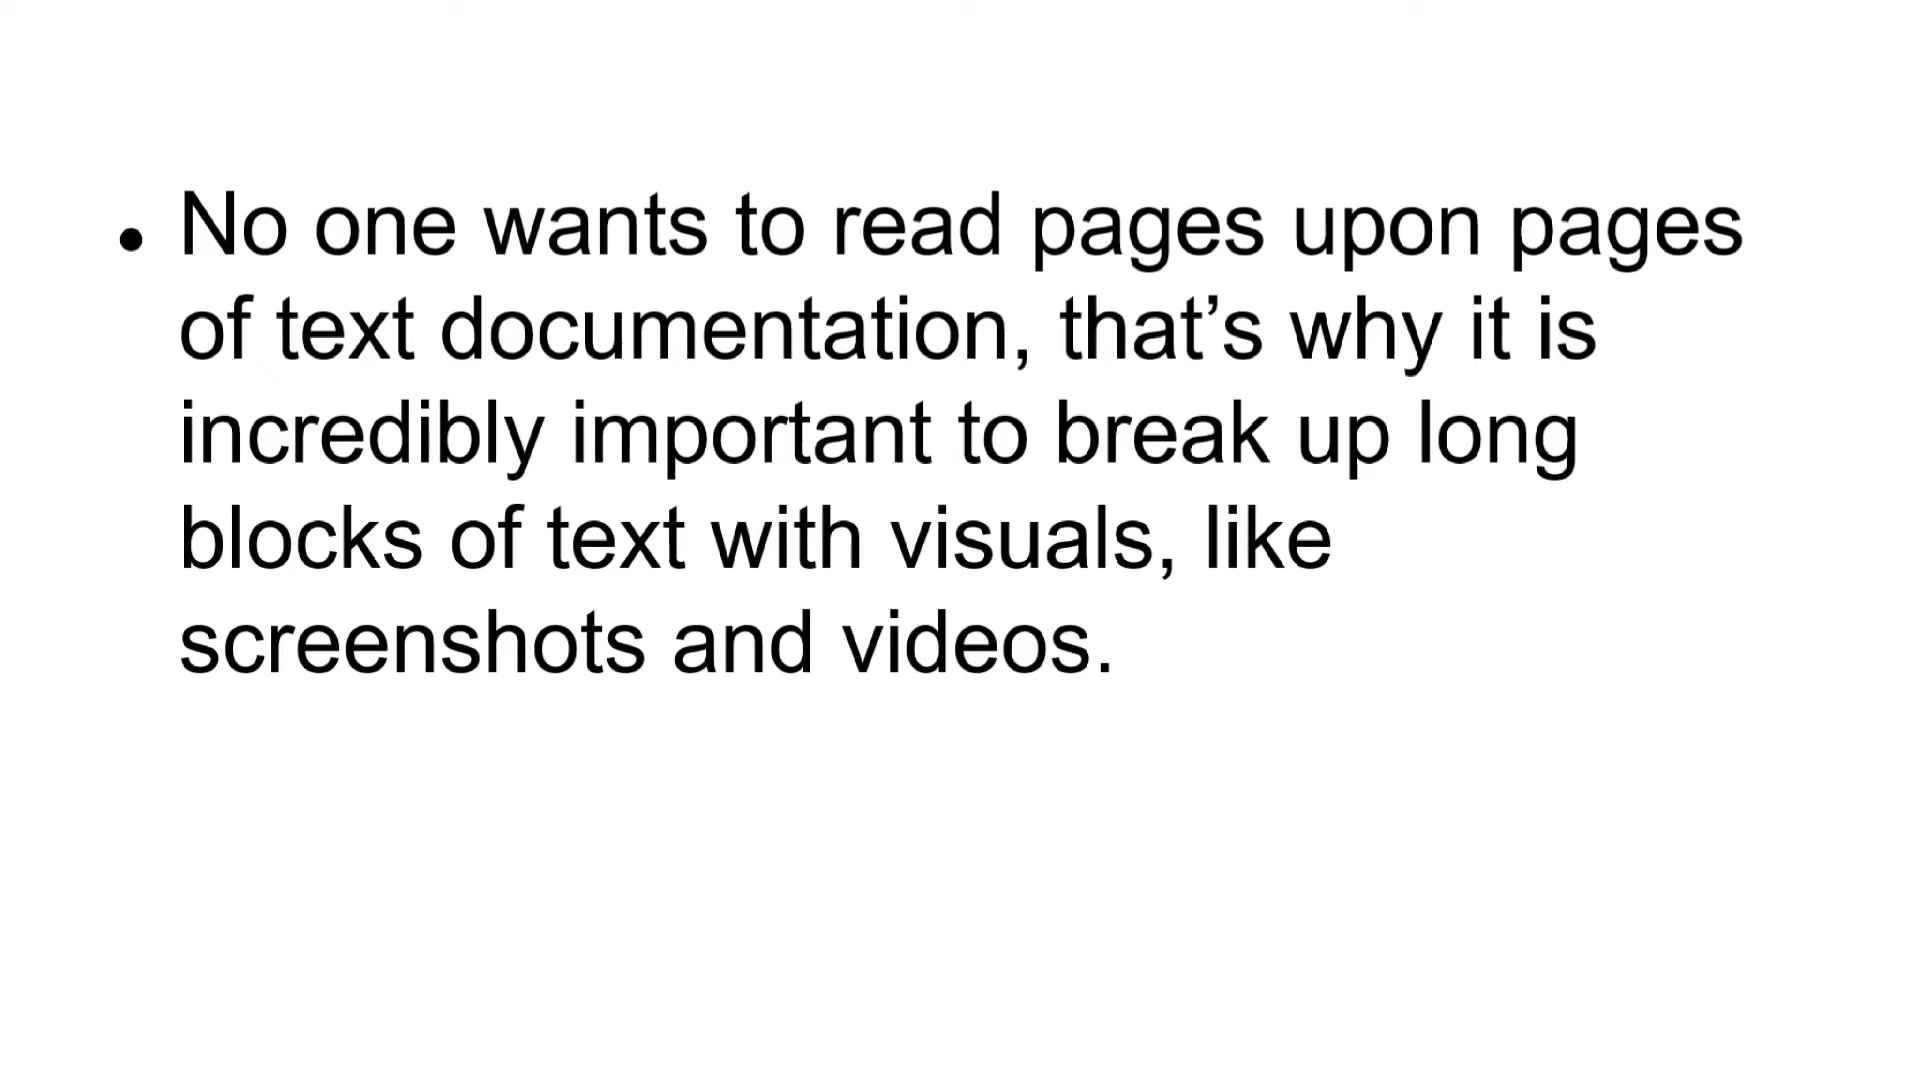 • No one wants to read pages upon pages
of text documentation, that’s why it is
incredibly important to break up long
blocks of text with visuals, like
screenshots and videos.